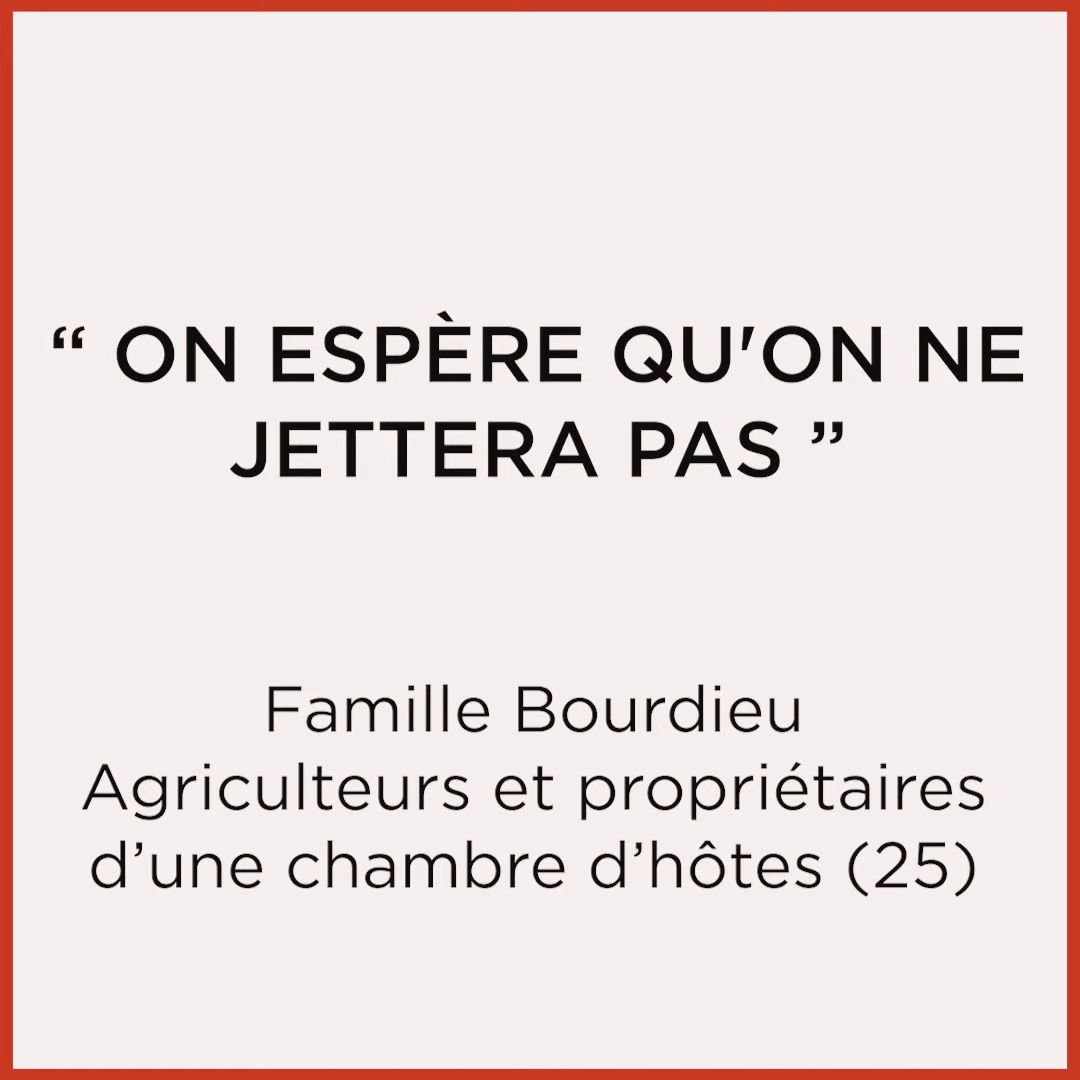 “ ON ESPÈRE QU'ON NE
JETTERA PAS ”
Famille Bourdieu
Agriculteurs et propriétaires
d’une chambre d’hôtes (25)